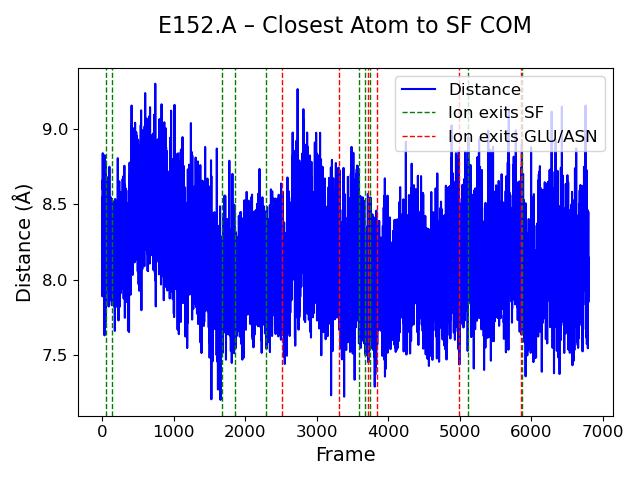 E152.A – Closest Atom to SF COM
Distance
Ion exits SF
Ion exits GLU/ASN
9.0
8.5
8.0
7.5
Distance (Å)
0 1000 2000 3000 4000 5000 6000 7000
Frame